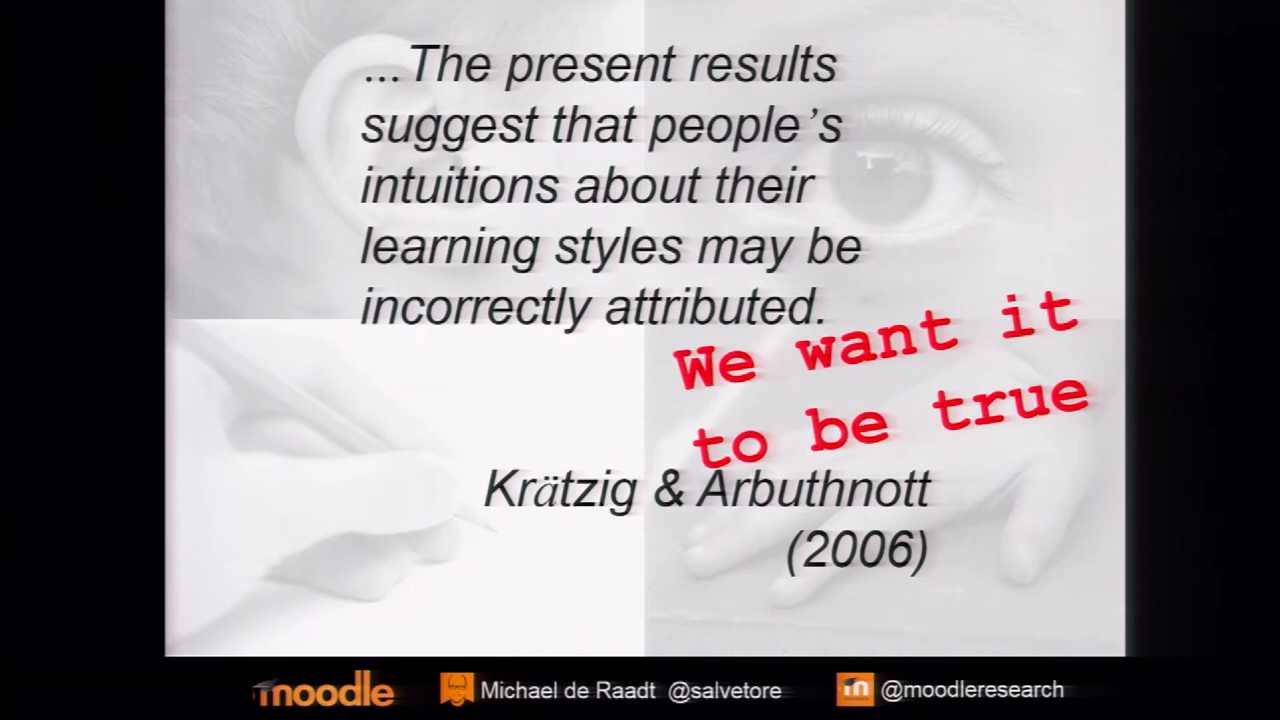 ...The present results
suggest that people’s
intuitions about their
learning styles may be
incorrectly attributed.
We want it
to be true
Krätzig & Arbuthnott
(2006)
moodle
Michael de Raadt @salvetore
@moodleresearch